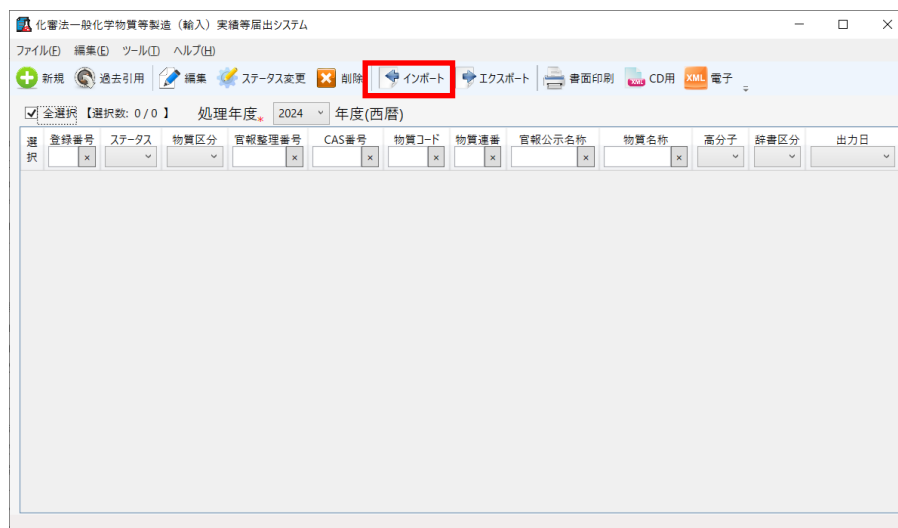 化審法一般化学物質等製造（輸入）実績等届出システム
ファイル(F) 編集(E) ツール(T) ヘルプ(H)
新規 過去引用 編集 ステータス変更 削除 インポート エクスポート 書面印刷 XML CD用 XML 電子
全選択 【選択数: 0 / 0 】 処理年度* 2024 年度(西暦)
選択 登録番号 ステータス 物質区分 官報整理番号 CAS番号 物質コード 物質連番 官報公示名称 物質名称 高分子 辞書区分 出力日